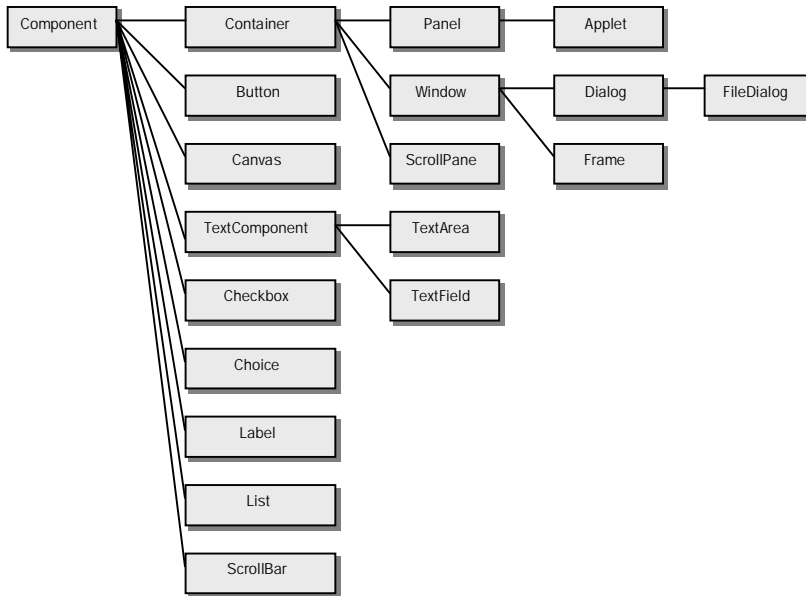 Component
Container
Panel
Applet
Button
Window
Dialog
FileDialog
Canvas
ScrollPane
Frame
TextComponent
TextArea
Checkbox
TextField
Choice
Label
List
ScrollBar